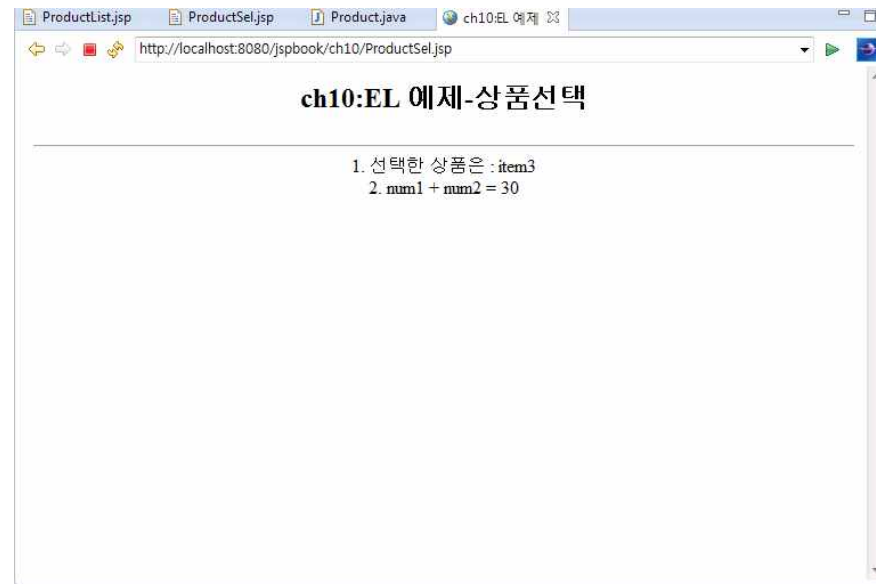 ProductList.jsp ProductSel.jsp Product.java ch10:EL 예제
http://localhost:8080/jspbook/ch10/ProductSel.jsp
ch10:EL 예제-상품선택
1. 선택한 상품은 : item3
2. num1 + num2 = 30